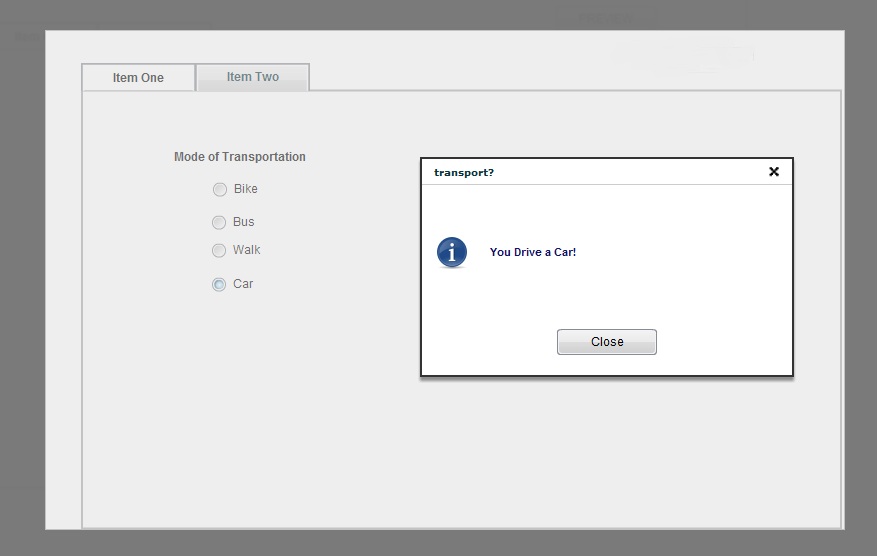 Item One
Item Two
Mode of Transportation
Bike
Bus
Walk
Car
transport?
You Drive a Car!
Close